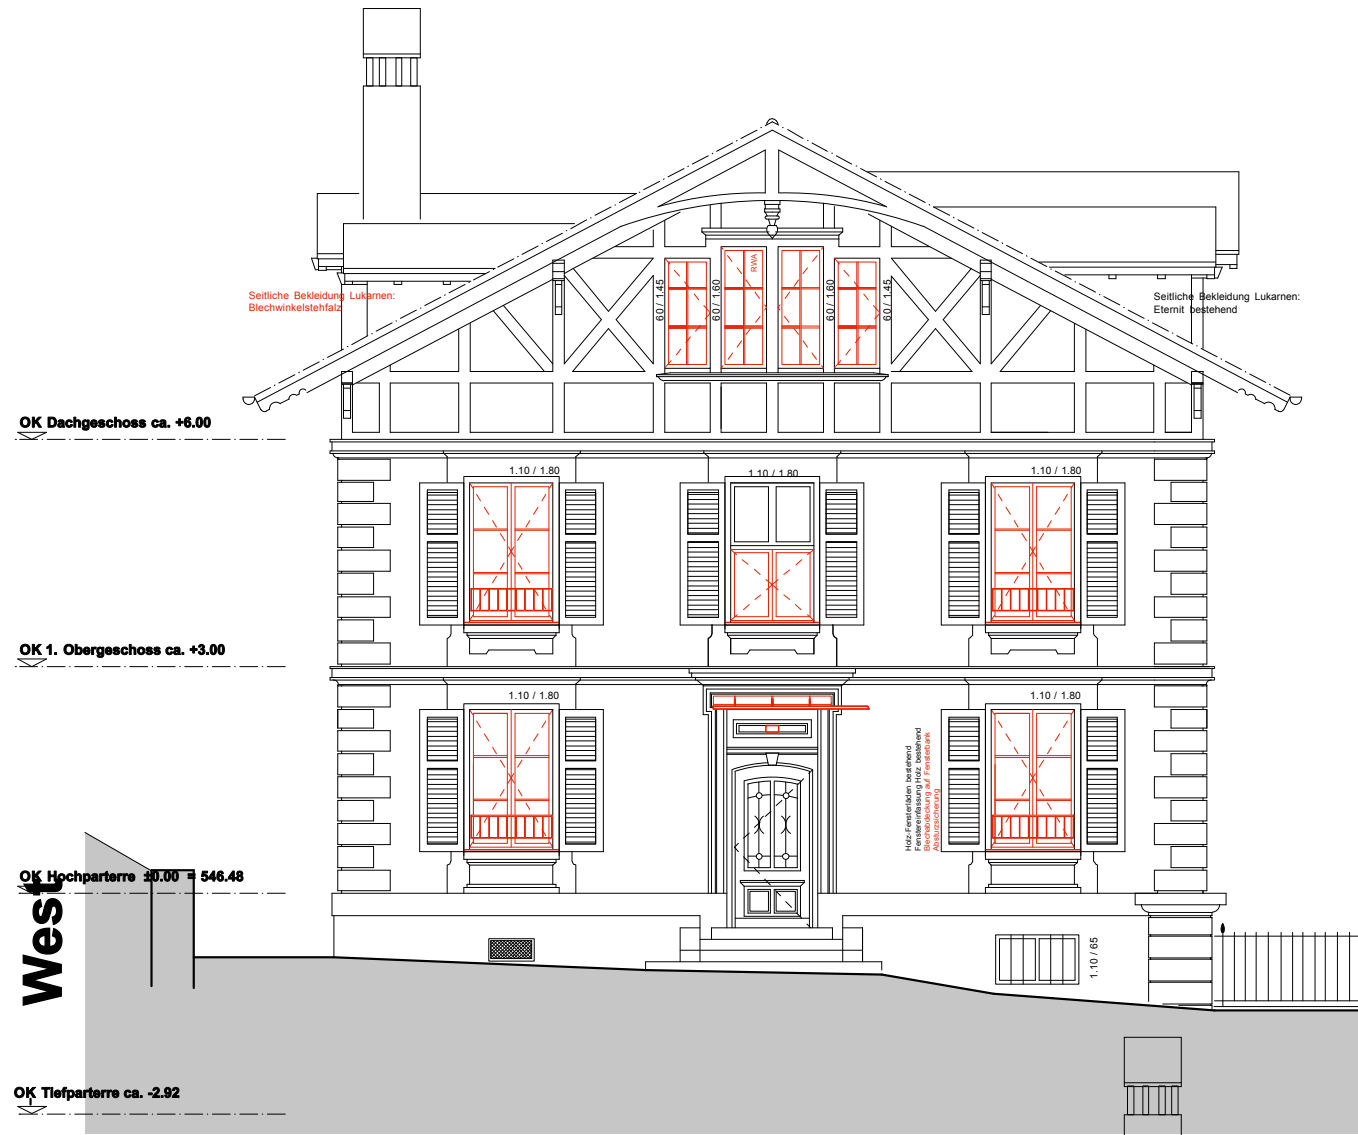 RWA
60 / 1.45
60 / 1.60
60 / 1.60
60 / 1.45
Seitliche Bekleidung Lukarnen:
Blechwinkelstehfalz
Seitliche Bekleidung Lukarnen:
Eternit bestehend
OK Dachgeschoss ca. +6.00
1.10 / 1.80
1.10 / 1.80
1.10 / 1.80
OK 1. Obergeschoss ca. +3.00
1.10 / 1.80
1.10 / 1.80
Holz-Fensterläden bestehend
Fenstereinfassung Holz bestehend
Blechabdeckung auf Fensterbank
Absturzsicherung
OK Hochparterre ±0.00 = 546.48
West
1.10 / 65
OK Tiefparterre ca. -2.92